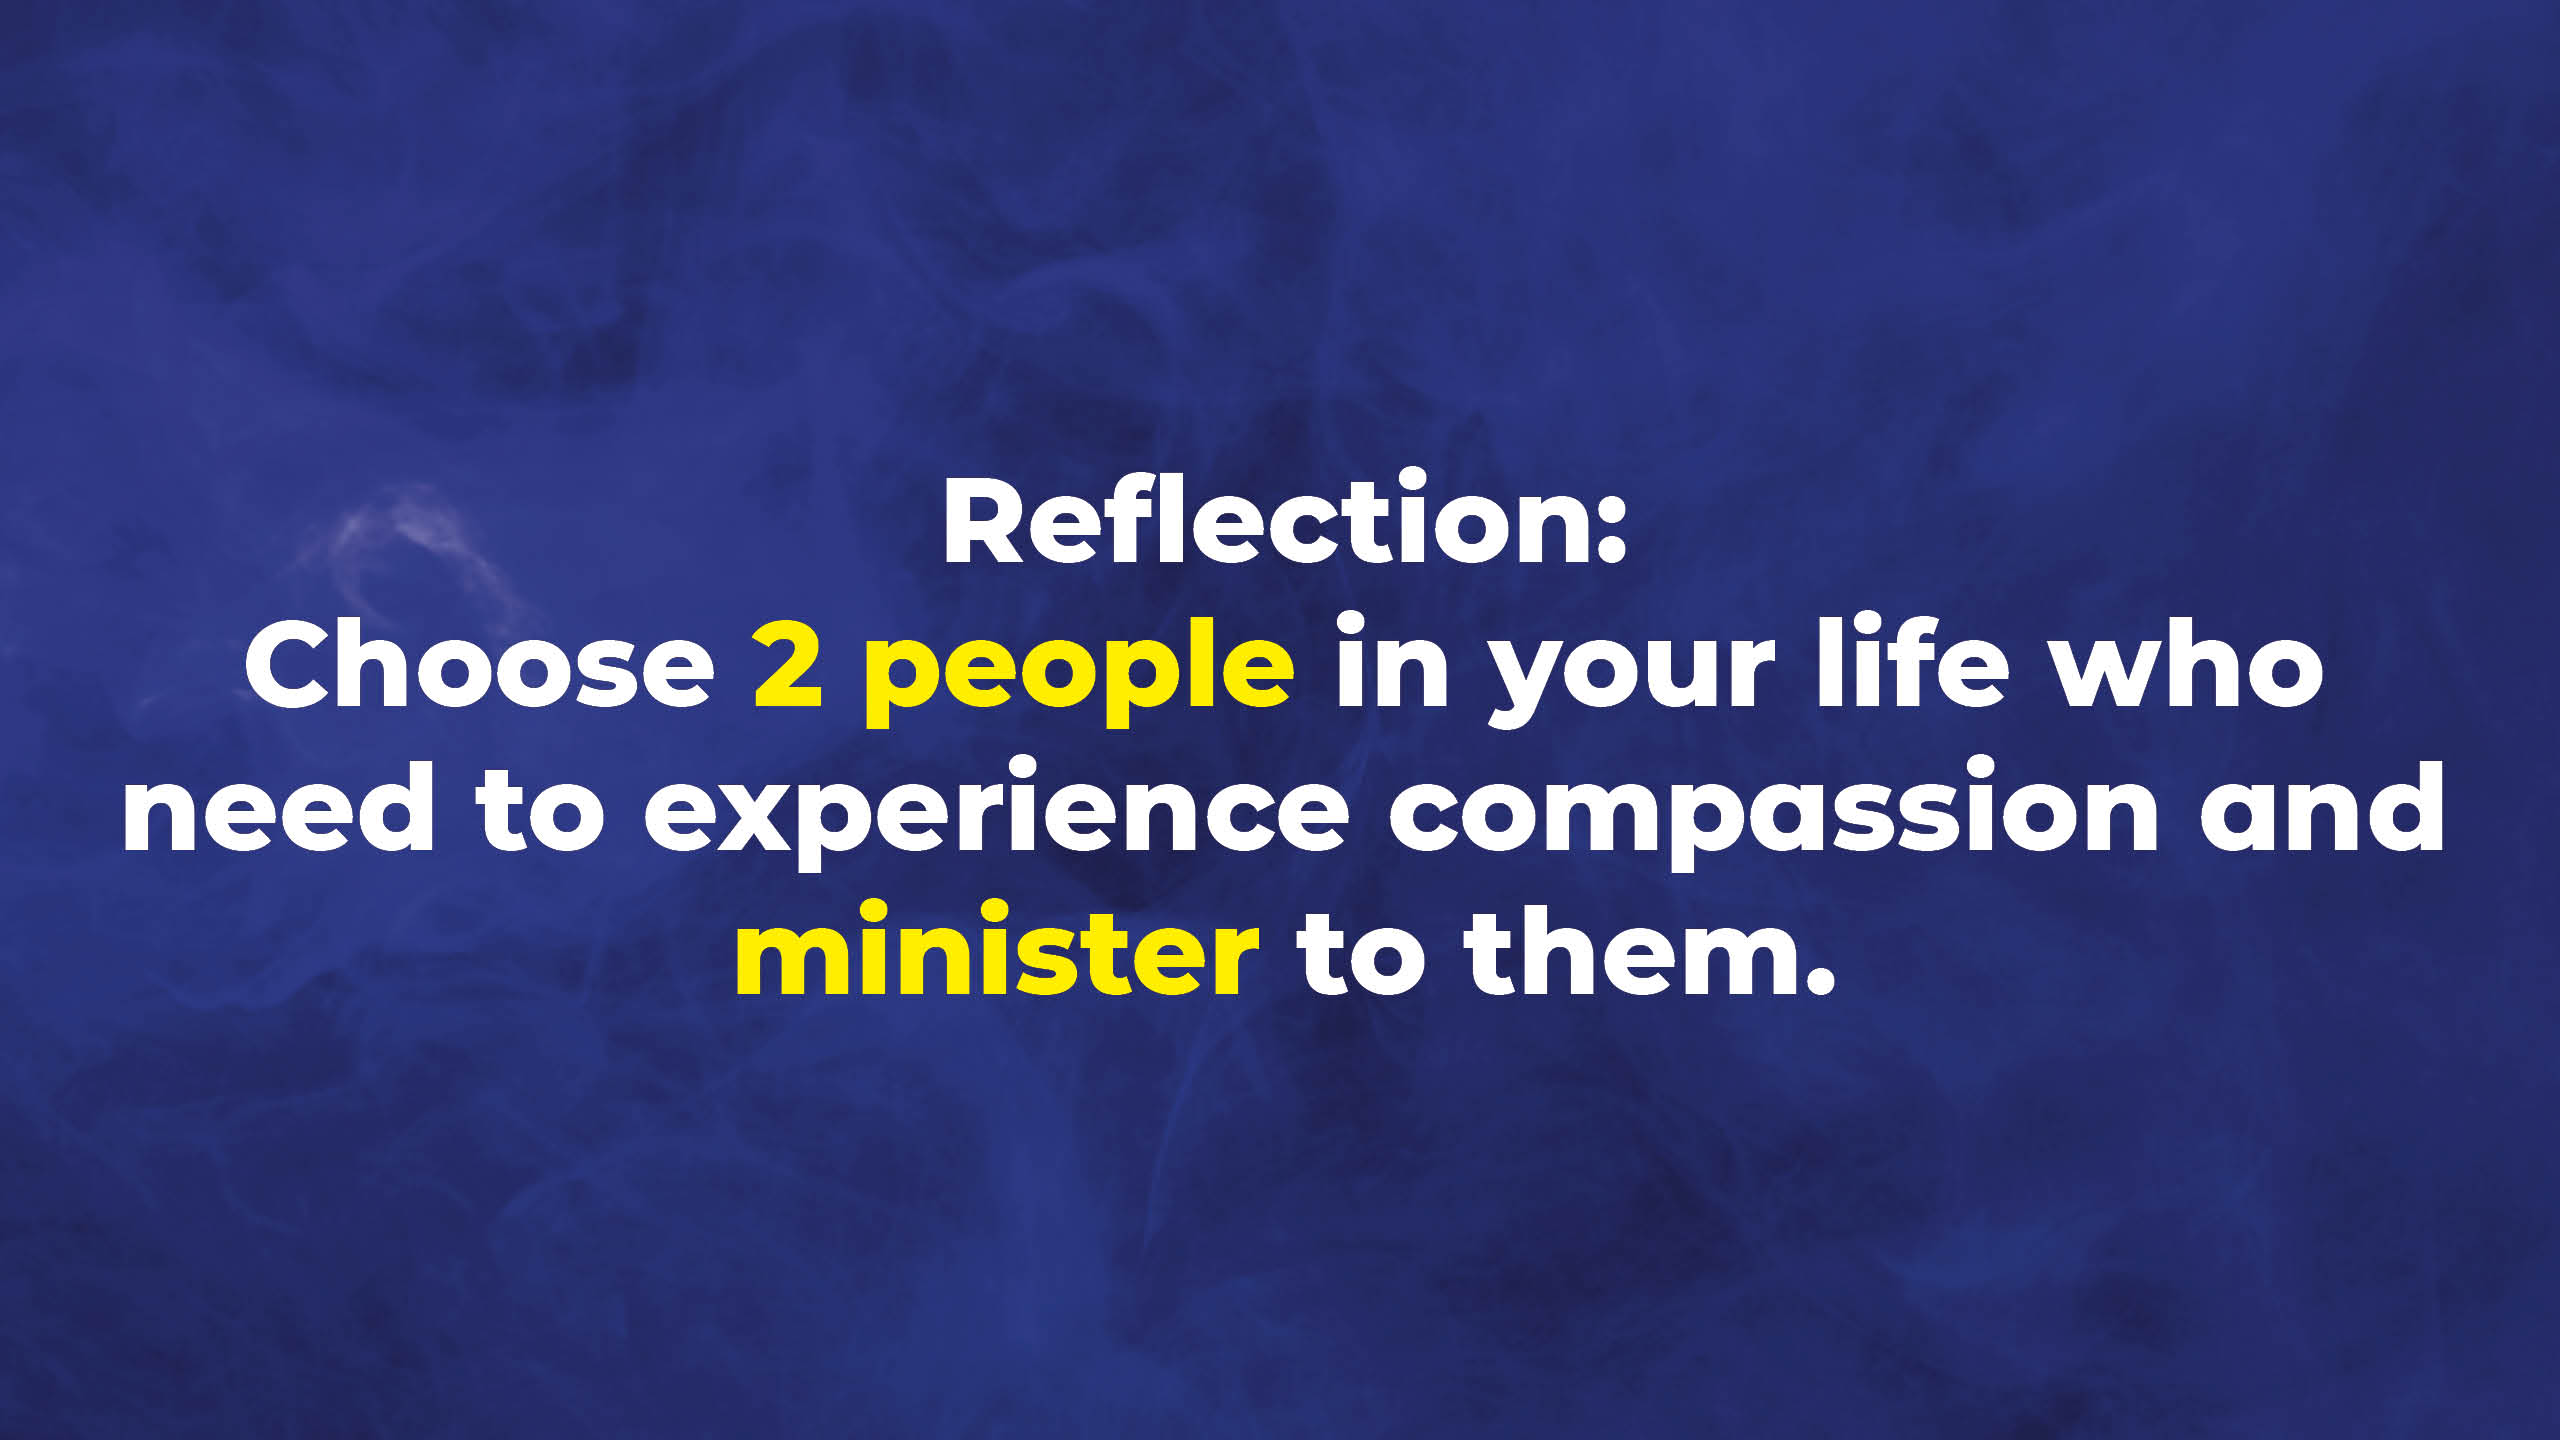 Reflection:
Choose 2 people in your life who
need to experience compassion and
minister to them.